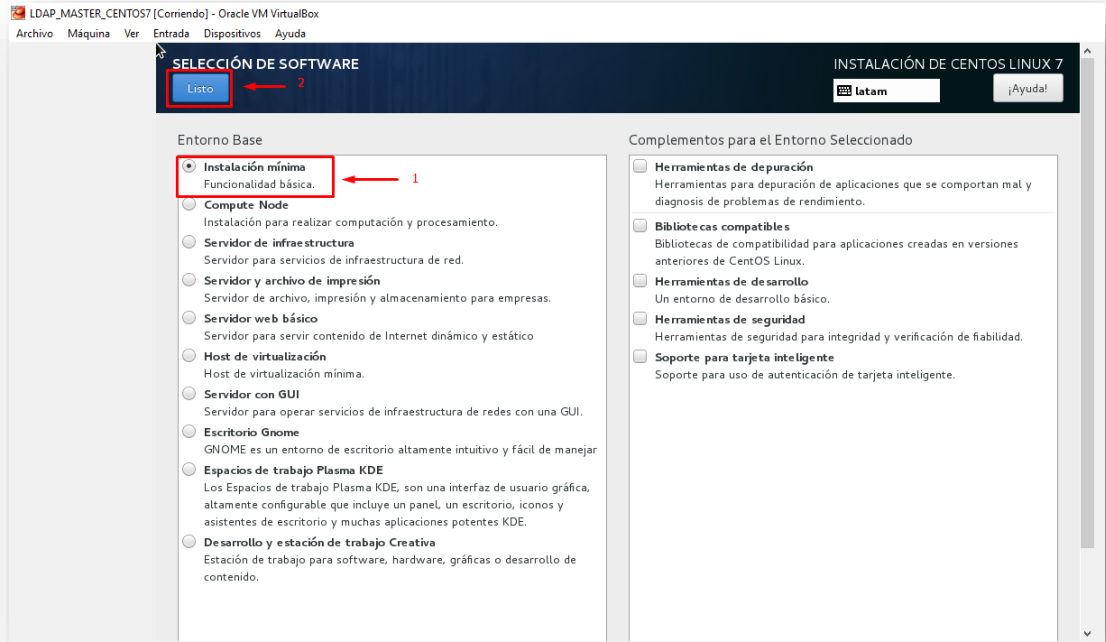 LDAP_MASTER_CENTOS7 [Corriendo] - Oracle VM VirtualBox
Archivo Máquina Ver Entrada Dispositivos Ayuda
SELECCIÓN DE SOFTWARE
Listo
2
INSTALACIÓN DE CENTOS LINUX 7
latam
¡Ayuda!
Entorno Base
Instalación mínima
Funcionalidad básica.
1
Compute Node
Instalación para realizar computación y procesamiento.
Servidor de infraestructura
Servidor para servicios de infraestructura de red.
Servidor y archivo de impresión
Servidor de archivo, impresión y almacenamiento para empresas.
Servidor web básico
Servidor para servir contenido de Internet dinámico y estático
Host de virtualización
Host de virtualización mínima.
Servidor con GUI
Servidor para operar servicios de infraestructura de redes con una GUI.
Escritorio Gnome
GNOME es un entorno de escritorio altamente intuitivo y fácil de manejar
Espacios de trabajo Plasma KDE
Los Espacios de trabajo Plasma KDE, son una interfaz de usuario gráfica,
altamente configurable que incluye un panel, un escritorio, iconos y
asistentes de escritorio y muchas aplicaciones potentes KDE.
Desarrollo y estación de trabajo Creativa
Estación de trabajo para software, hardware, gráficas o desarrollo de
contenido.
Complementos para el Entorno Seleccionado
Herramientas de depuración
Herramientas para depuración de aplicaciones que se comportan mal y
diagnosis de problemas de rendimiento.
Bibliotecas compatibles
Bibliotecas de compatibilidad para aplicaciones creadas en versiones
anteriores de CentOS Linux.
Herramientas de desarrollo
Un entorno de desarrollo básico.
Herramientas de seguridad
Herramientas de seguridad para integridad y verificación de fiabilidad.
Soporte para tarjeta inteligente
Soporte para uso de autenticación de tarjeta inteligente.